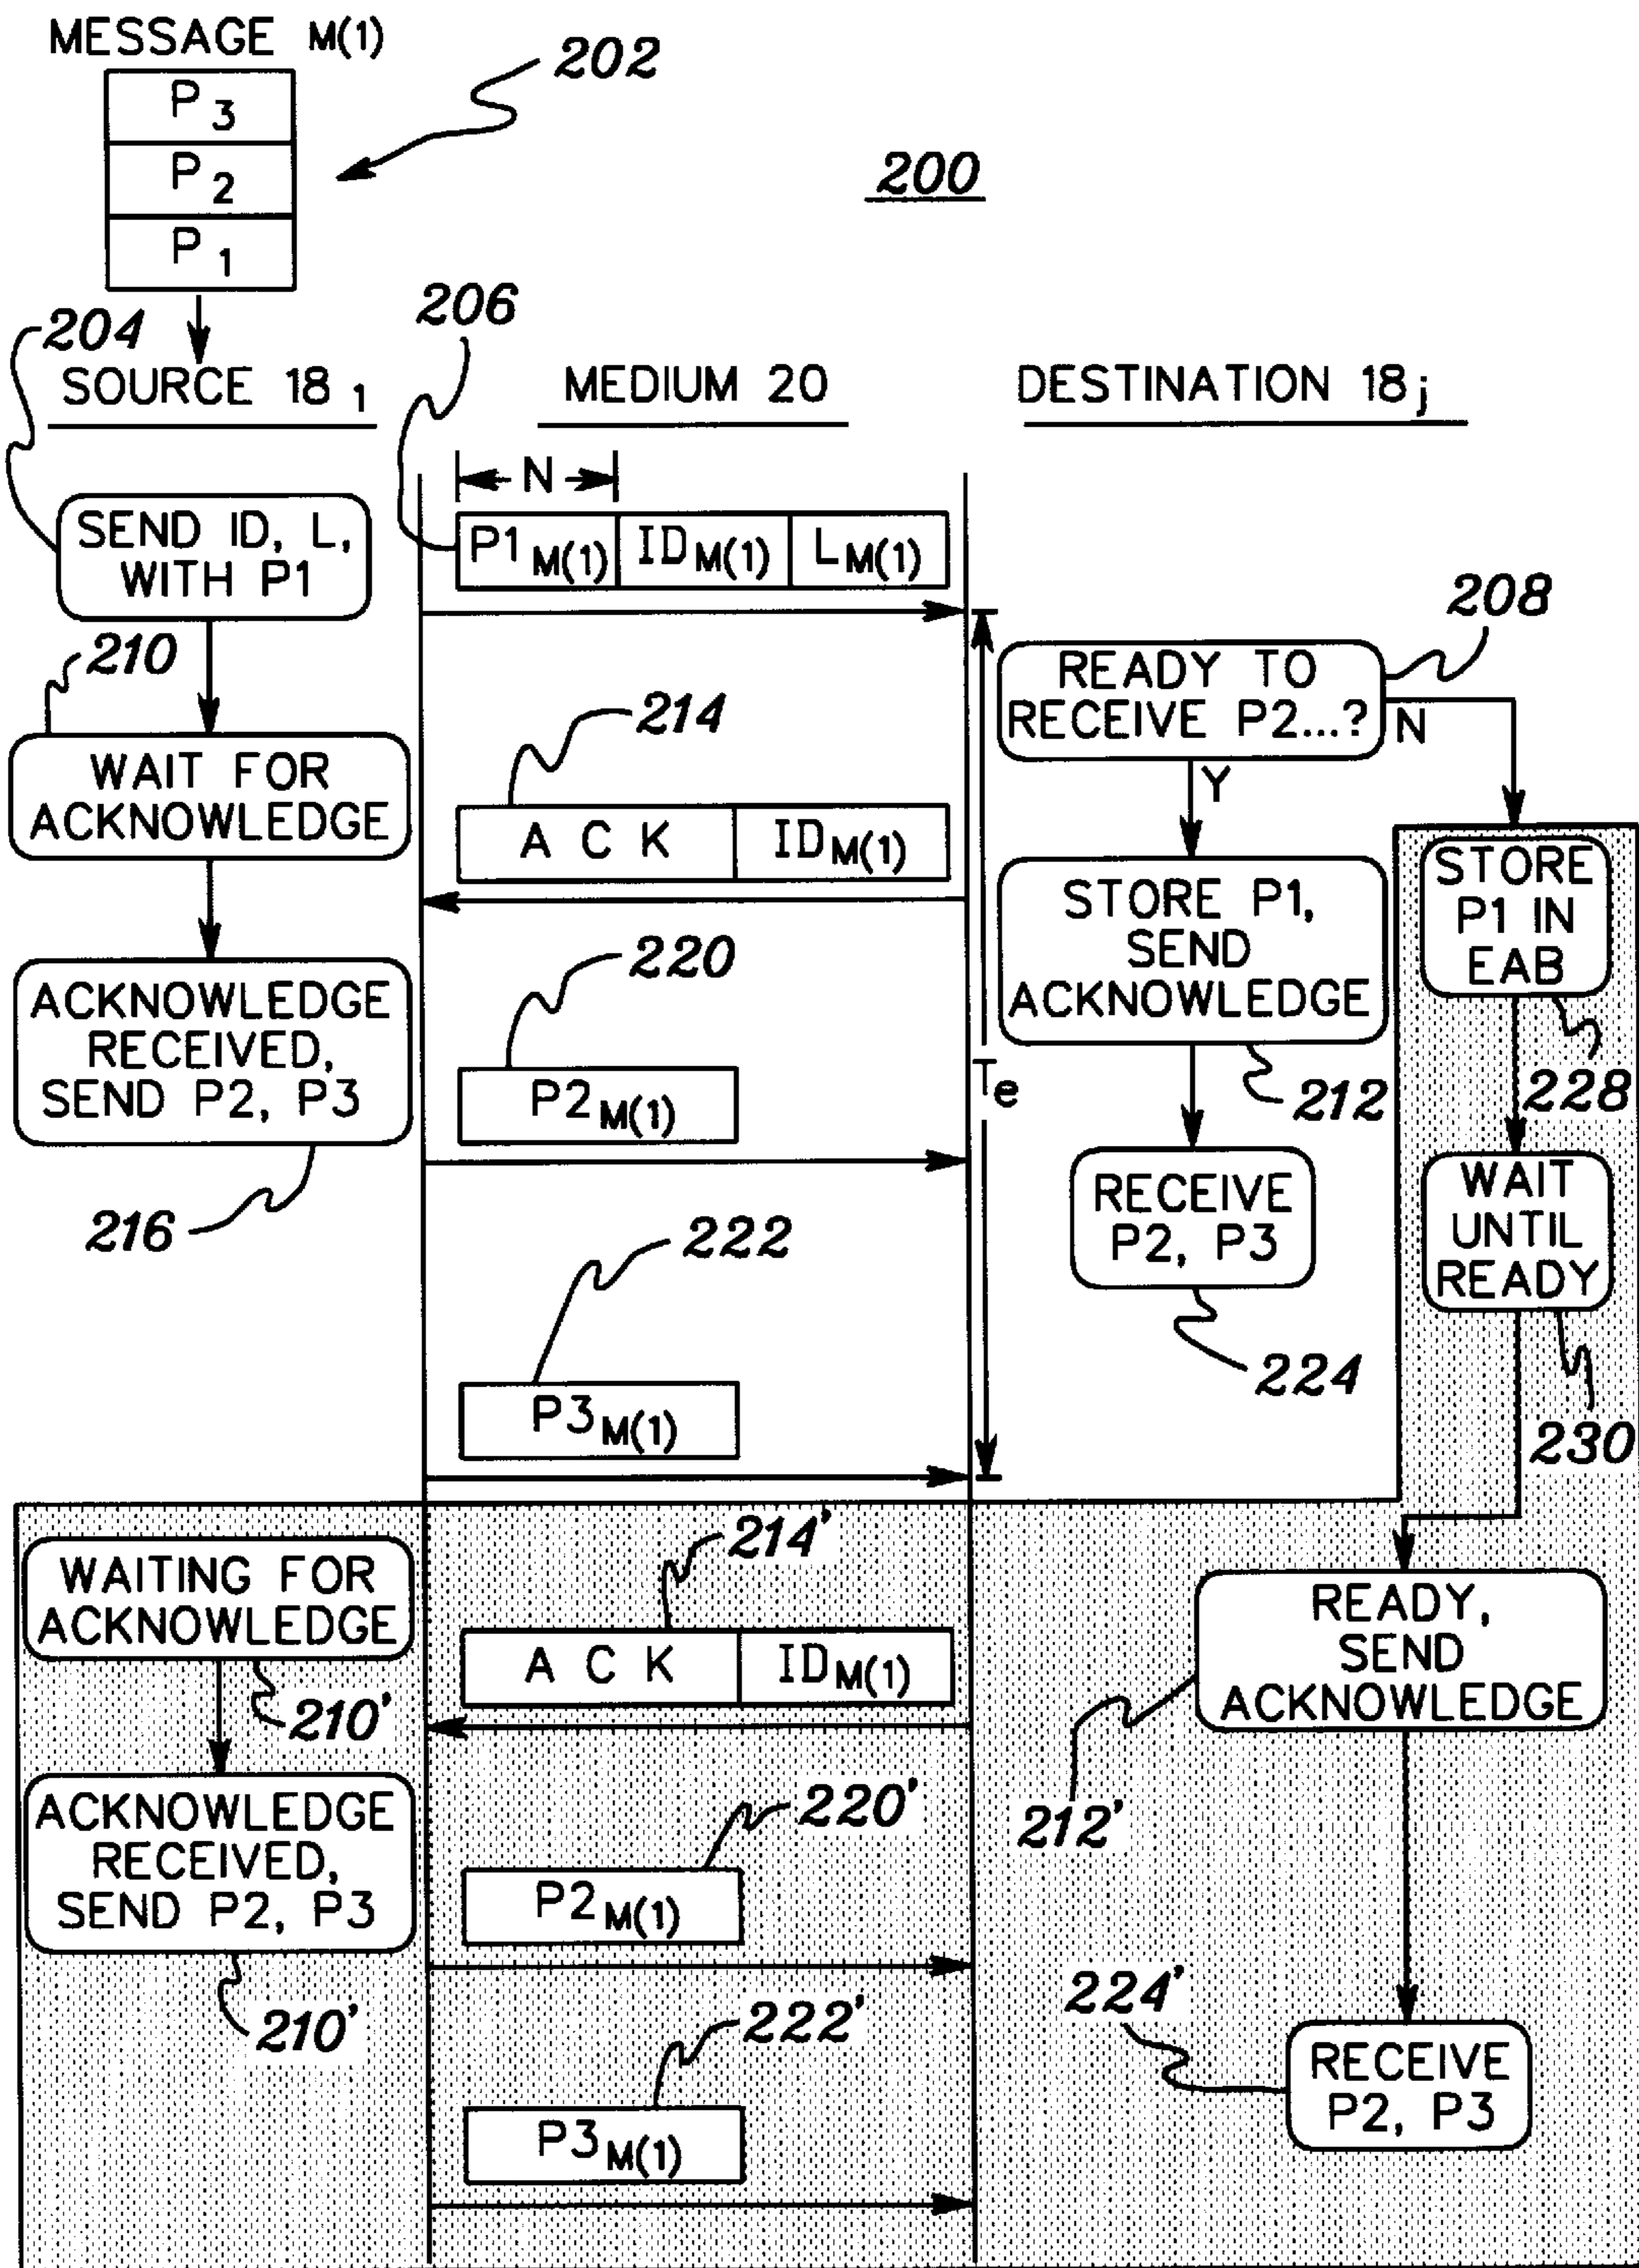 MESSAGE M(1)
P3
P2
P1
202
200
204
206
SOURCE 18 1
MEDIUM 20
DESTINATION 18j
N
SEND ID, L,
WITH P1
P1M(1) IDM(1) LM(1)
208
READY TO
RECEIVE P2...?
N
Y
210
WAIT FOR
ACKNOWLEDGE
214
A C K IDM(1)
STORE P1,
SEND
ACKNOWLEDGE
212
STORE
P1 IN
EAB
228
ACKNOWLEDGE
RECEIVED,
SEND P2, P3
216
220
P2M(1)
Te
RECEIVE
P2, P3
224
WAIT
UNTIL
READY
230
222
P3M(1)
WAITING FOR
ACKNOWLEDGE
210'
214'
A C K IDM(1)
READY,
SEND
ACKNOWLEDGE
212'
ACKNOWLEDGE
RECEIVED,
SEND P2, P3
210'
220'
P2M(1)
222'
P3M(1)
224'
RECEIVE
P2, P3